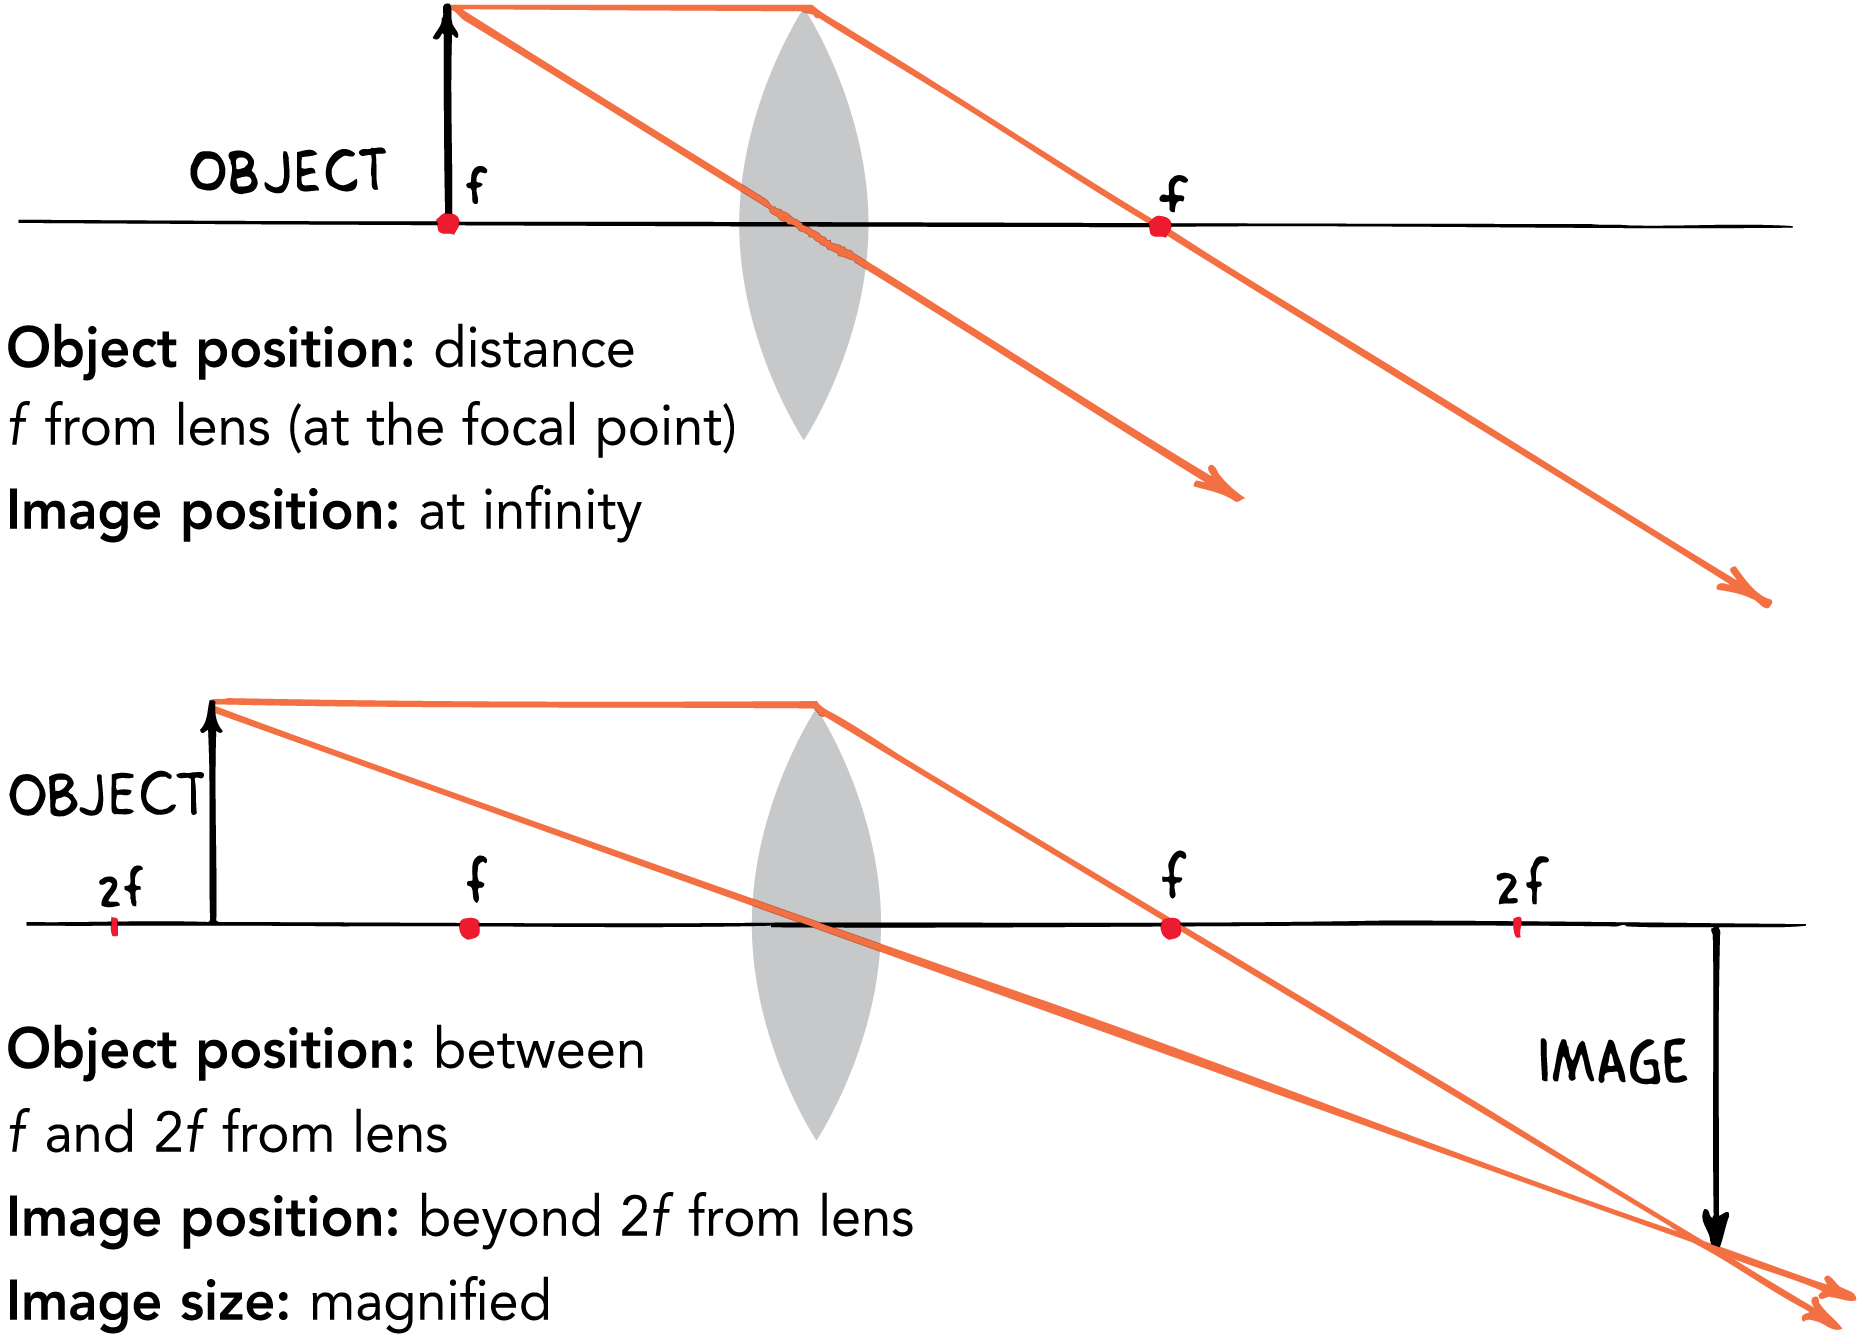 OBJECT
f
f
Object position: distance
f from lens (at the focal point)
Image position: at infinity
OBJECT
2f
f
f
2f
IMAGE
Object position: between
f and 2f from lens
Image position: beyond 2f from lens
Image size: magnified